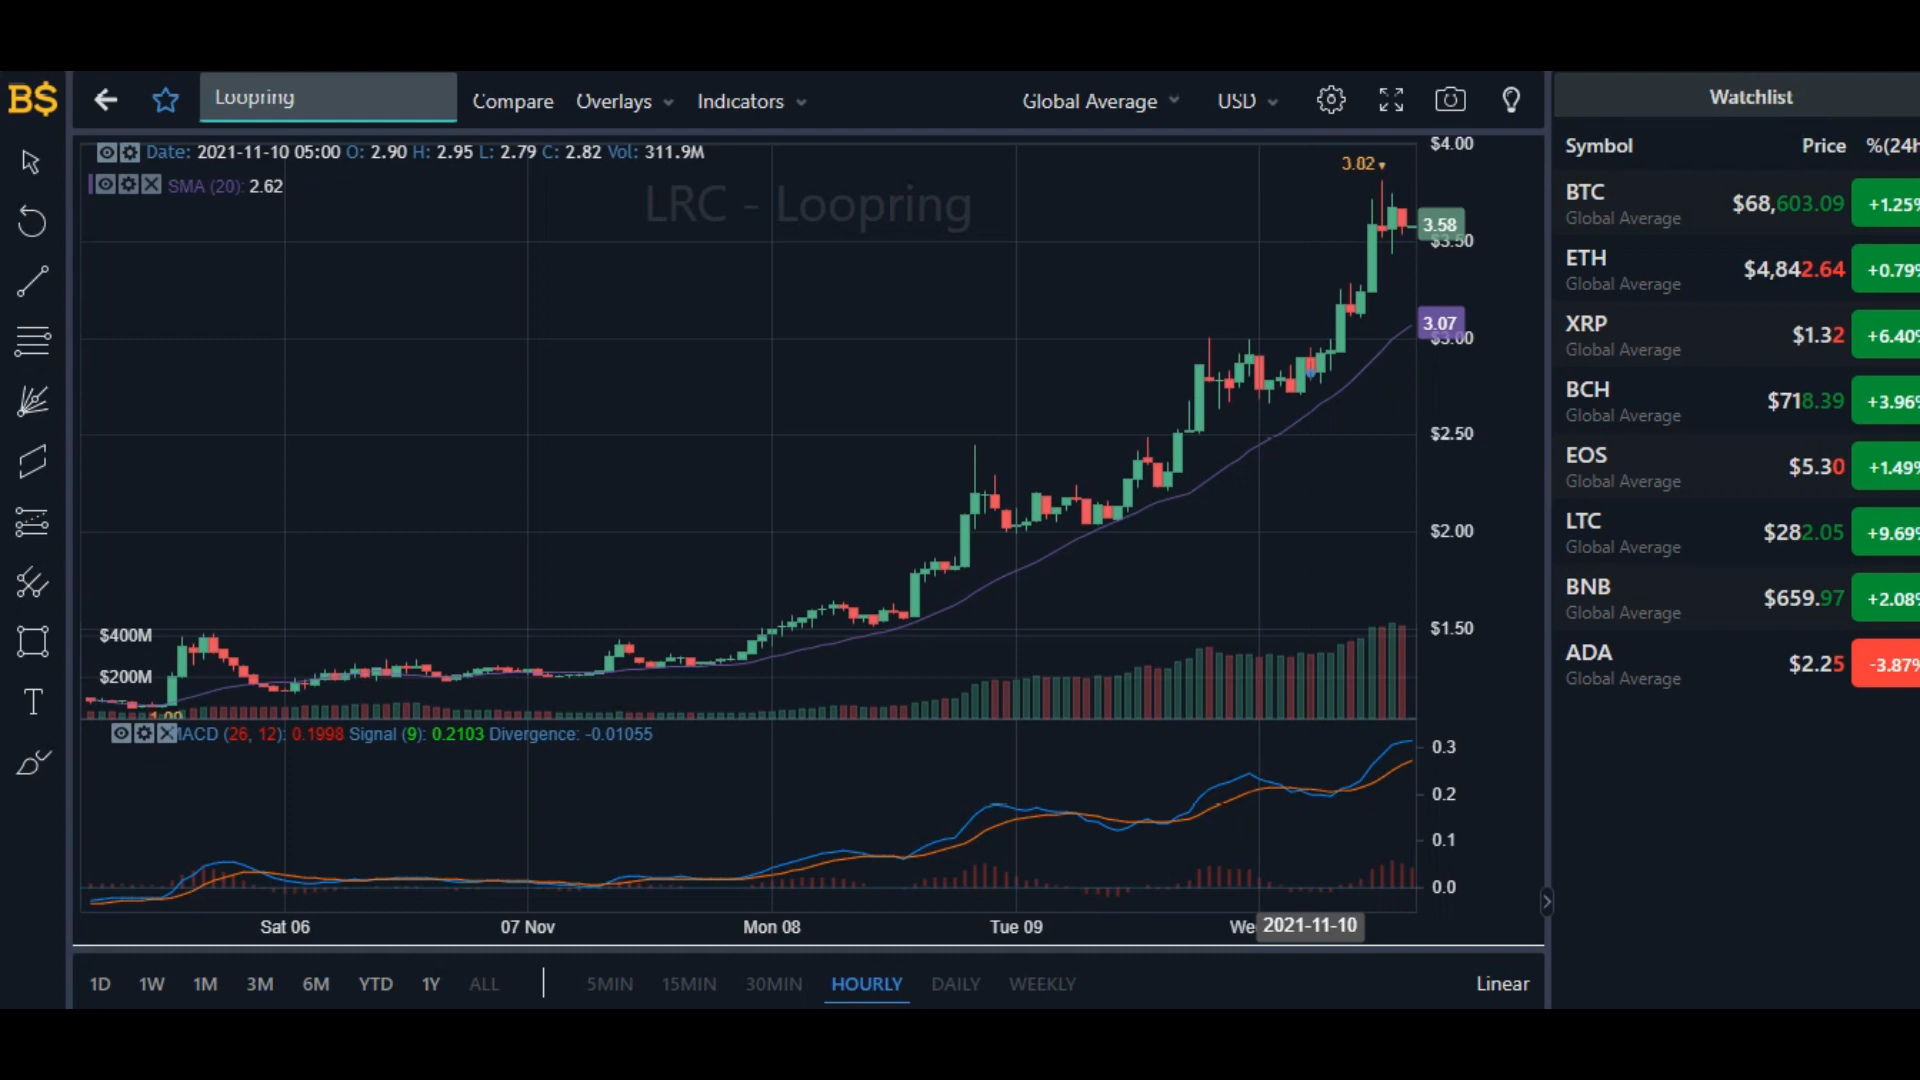 B$
Loopring
Compare
Overlays
Indicators
Global Average
USD
Date: 2021-11-10 05:00 O: 2.90 H: 2.95 L: 2.79 C: 2.82 Vol: 311.9M
SMA (20): 2.62
LRC - Loopring
3.82
$4.00
3.58
$3.50
3.07
$3.00
$2.50
$2.00
$1.50
$400M
$200M
MACD (26, 12): 0.1998 Signal (9): 0.2103 Divergence: -0.01055
0.3
0.2
0.1
0.0
Sat 06
07 Nov
Mon 08
Tue 09
We
2021-11-10
1D 1W 1M 3M 6M YTD 1Y ALL
5MIN 15MIN 30MIN HOURLY DAILY WEEKLY
Linear
Watchlist
Symbol Price %(24h
BTC $68,603.09 +1.25%
Global Average
ETH $4,842.64 +0.79%
Global Average
XRP $1.32 +6.40%
Global Average
BCH $718.39 +3.96%
Global Average
EOS $5.30 +1.49%
Global Average
LTC $282.05 +9.69%
Global Average
BNB $659.97 +2.08%
Global Average
ADA $2.25 -3.87%
Global Average